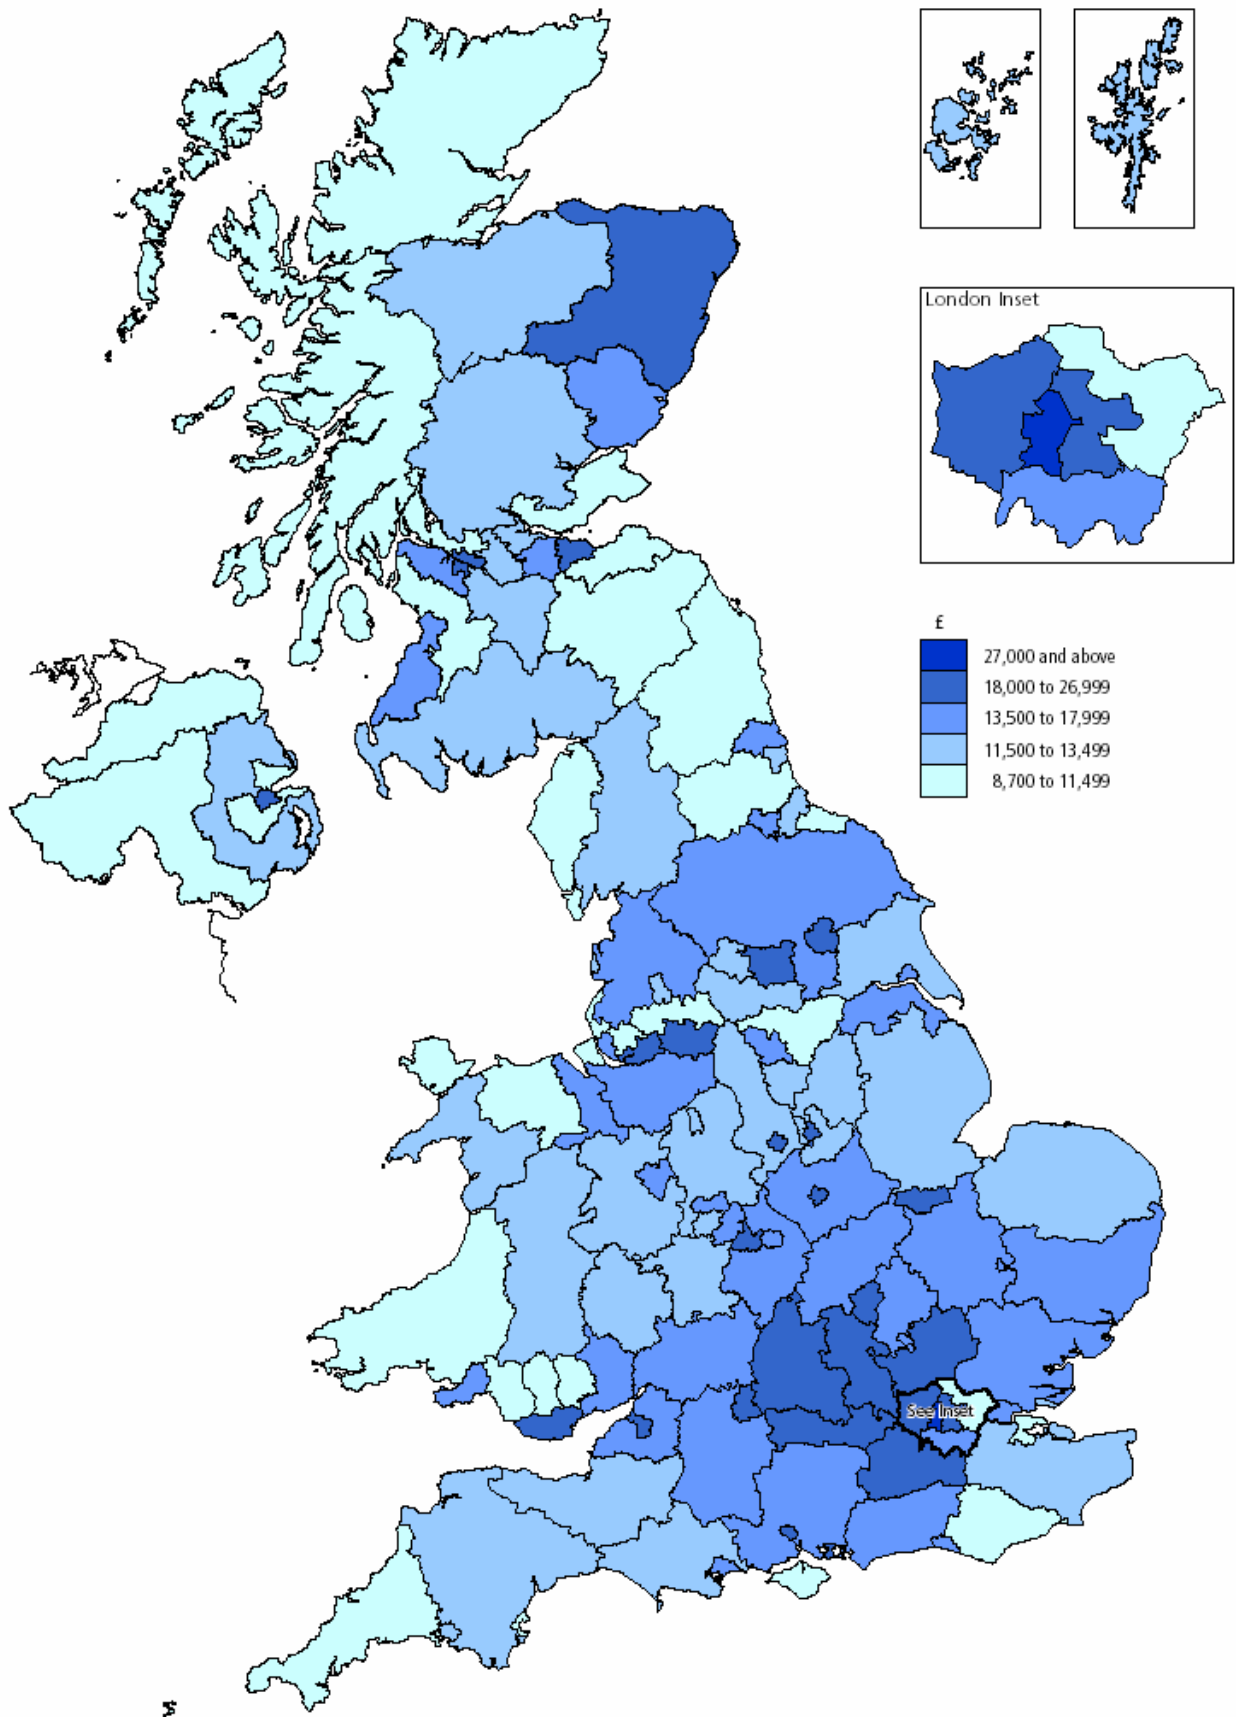 London Inset
£
27,000 and above
18,000 to 26,999
13,500 to 17,999
11,500 to 13,499
8,700 to 11,499
See Inset